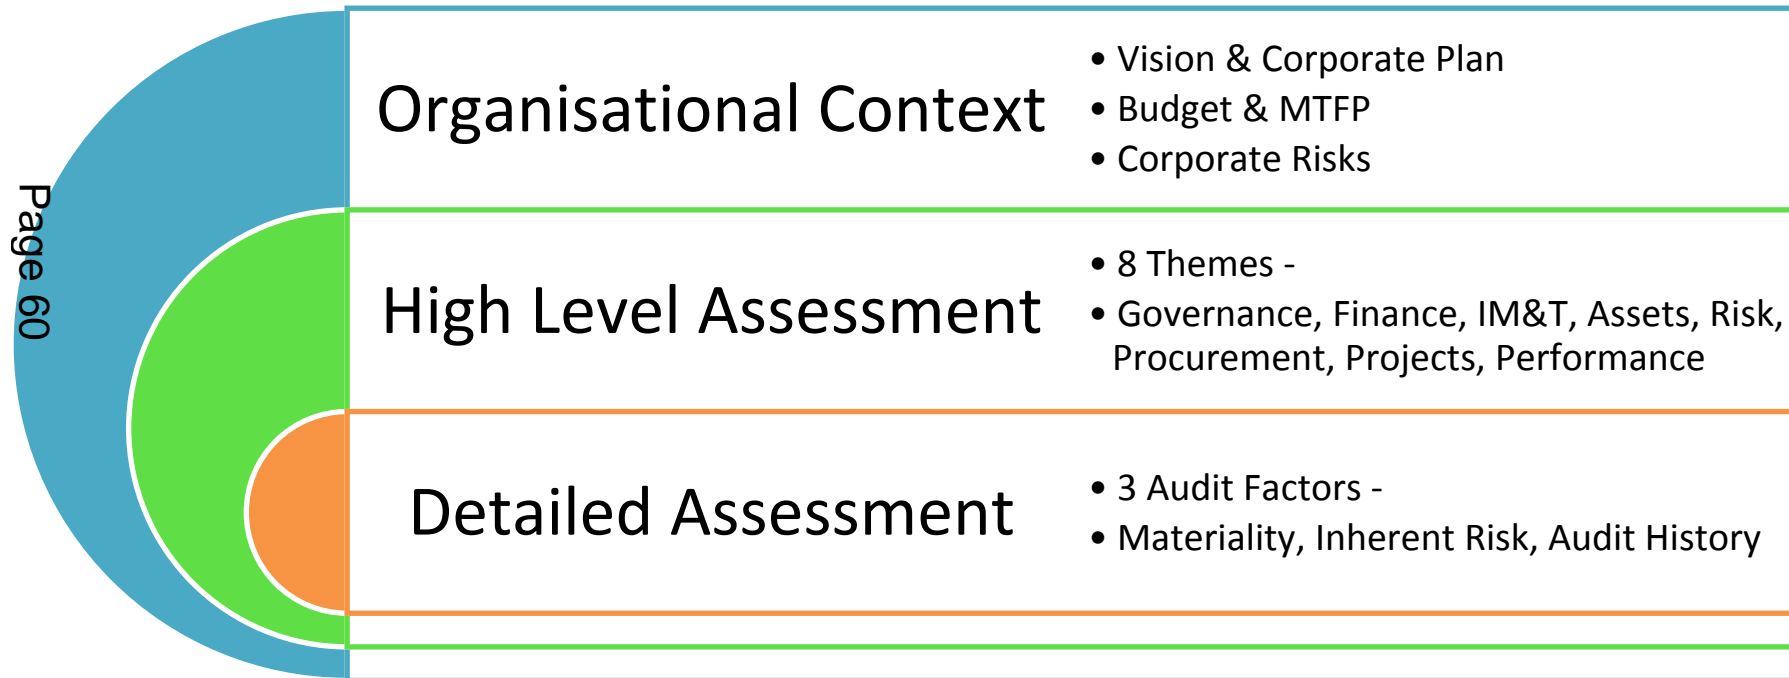 Page 60
Organisational Context
• Vision & Corporate Plan
• Budget & MTFP
• Corporate Risks
High Level Assessment
• 8 Themes -
• Governance, Finance, IM&T, Assets, Risk,
Procurement, Projects, Performance
Detailed Assessment
• 3 Audit Factors -
• Materiality, Inherent Risk, Audit History